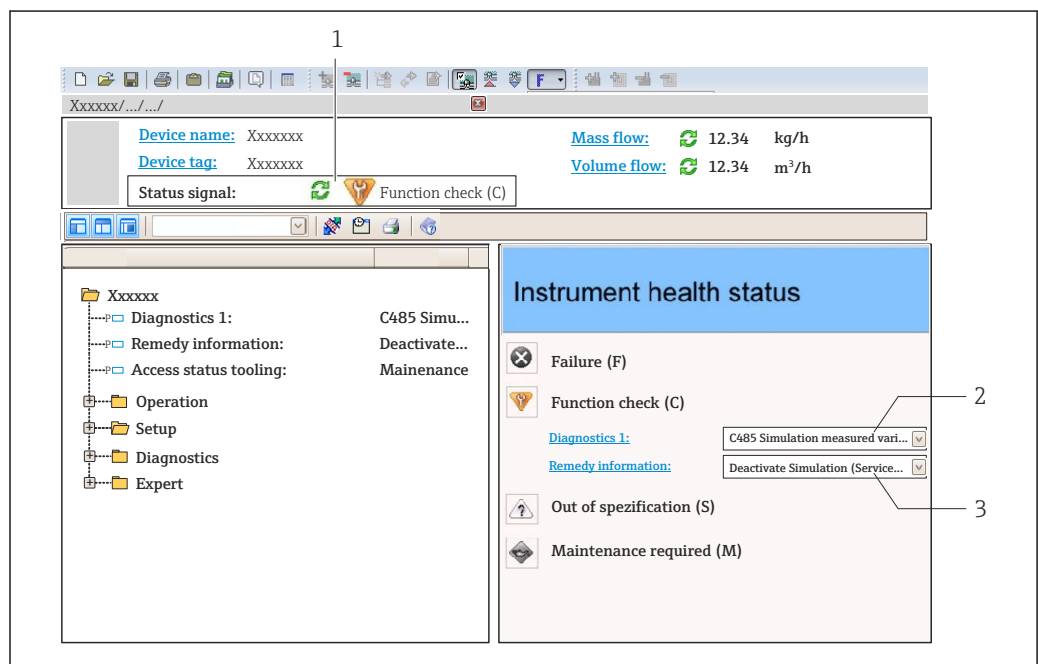 1
F
Xxxxxx/.../.../
Device name: Xxxxxxx
Mass flow: 12.34 kg/h
Device tag: Xxxxxxx
Volume flow: 12.34 m³/h
Status signal: Function check (C)
Xxxxxx
Diagnostics 1: C485 Simu...
Remedy information: Deactivate...
Access status tooling: Mainenance
Operation
Setup
Diagnostics
Expert
Instrument health status
Failure (F)
Function check (C)
2
Diagnostics 1: C485 Simulation measured vari...
Remedy information: Deactivate Simulation (Service...
Out of spezification (S)
3
Maintenance required (M)